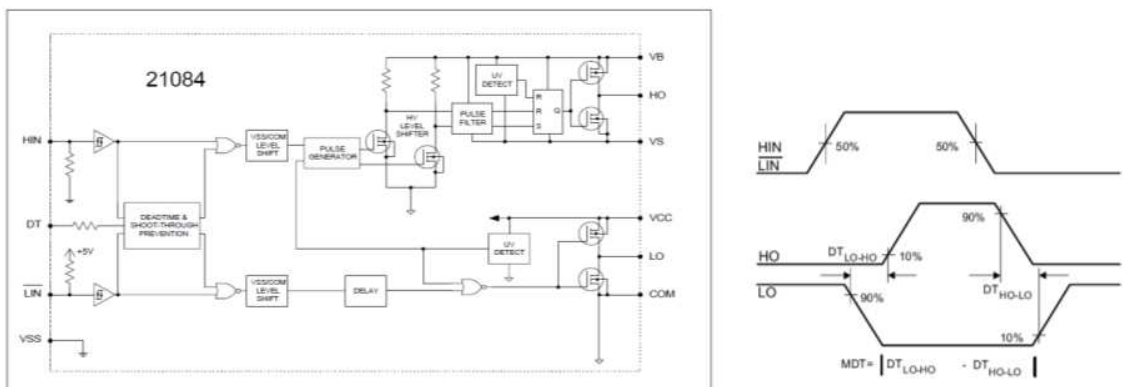 21084
VB
UV
DETECT
HO
R
R
Q
S
PULSE
FILTER
HV
LEVEL
SHIFTER
VS
HIN
VSS/COM
LEVEL
SHIFT
PULSE
GENERATOR
DT
DEADTIME &
SHOOT-THROUGH
PREVENTION
+5V
VCC
UV
DETECT
LO
LIN
VSS/COM
LEVEL
SHIFT
DELAY
COM
VSS
HIN
LIN
50%
50%
90%
DT LO-HO
10%
HO
LO
DT HO-LO
90%
10%
MDT= | DT LO-HO - DT HO-LO |